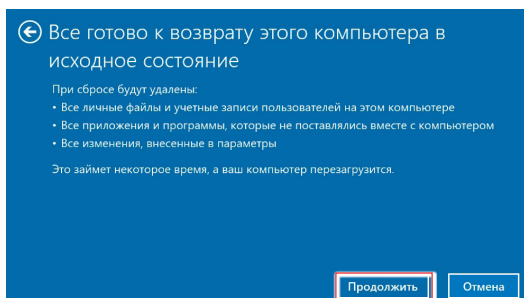 Все готово к возврату этого компьютера в
исходное состояние
При сбросе будут удалены:
• Все личные файлы и учетные записи пользователей на этом компьютере
• Все приложения и программы, которые не поставлялись вместе с компьютером
• Все изменения, внесенные в параметры
Это займет некоторое время, а ваш компьютер перезагрузится.
Продолжить Отмена